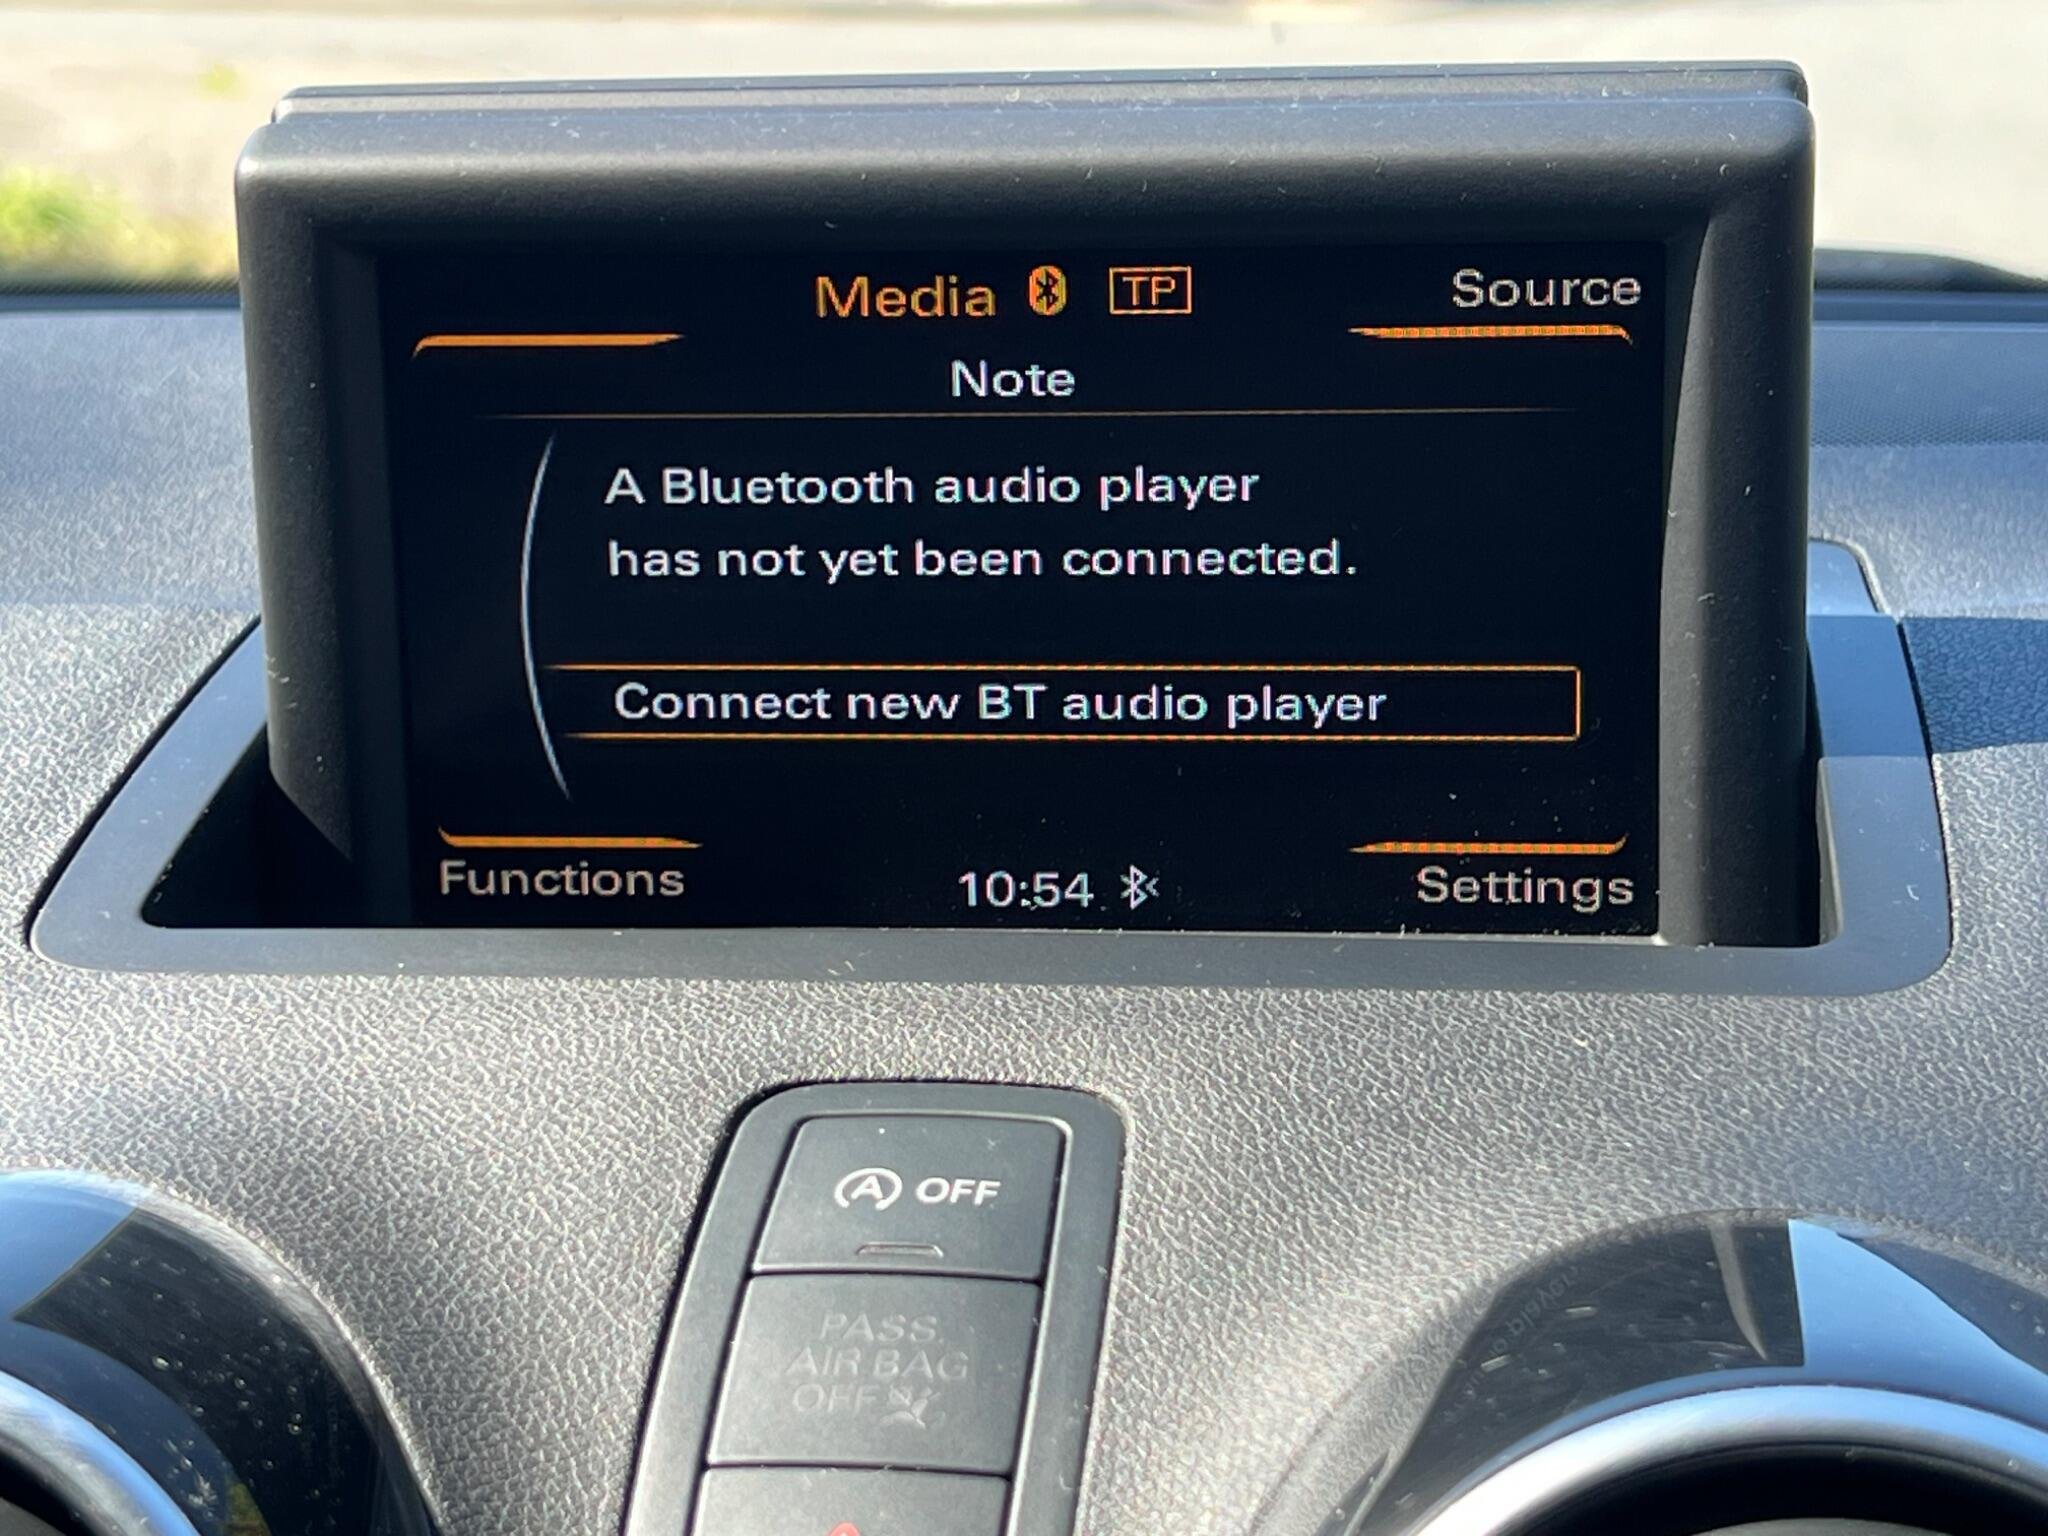 Media TP Source
Note
A Bluetooth audio player
has not yet been connected.
Connect new BT audio player
Functions 10:54 Settings
A OFF
PASS.
AIR BAG
OFF